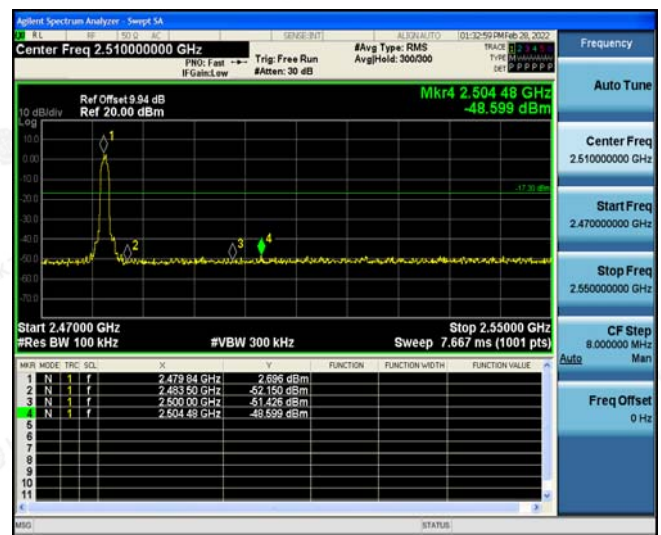 Agilent Spectrum Analyzer - Swept SA
RL RF 50 Ω AC SENSE:INT ALIGN AUTO 01:32:59 PM Feb 28, 2022
Center Freq 2.510000000 GHz
PNO: Fast
IFGain:Low
Trig: Free Run
#Atten: 30 dB
#Avg Type: RMS
Avg|Hold: 300/300
TRACE 1 2 3 4 5 6
TYPE
DET P P P P P P
Ref Offset 9.94 dB
Ref 20.00 dBm
10 dB/div
Log
Mkr4 2.504 48 GHz
-48.599 dBm
10.0
0.00
-10.0
-20.0
-30.0
-40.0
-50.0
-60.0
-70.0
1
2
3
4
-17.30 dBm
Start 2.47000 GHz
#Res BW 100 kHz
#VBW 300 kHz
Stop 2.55000 GHz
Sweep 7.667 ms (1001 pts)
MKR MODE TRC SCL X Y FUNCTION FUNCTION WIDTH FUNCTION VALUE
1 N 1 f 2.479 84 GHz 2.696 dBm
2 N 1 f 2.483 50 GHz -52.150 dBm
3 N 1 f 2.500 00 GHz -51.426 dBm
4 N 1 f 2.504 48 GHz -48.599 dBm
5
6
7
8
9
10
11
MSG STATUS
Frequency
Auto Tune
Center Freq
2.510000000 GHz
Start Freq
2.470000000 GHz
Stop Freq
2.550000000 GHz
CF Step
8.000000 MHz
Auto Man
Freq Offset
0 Hz